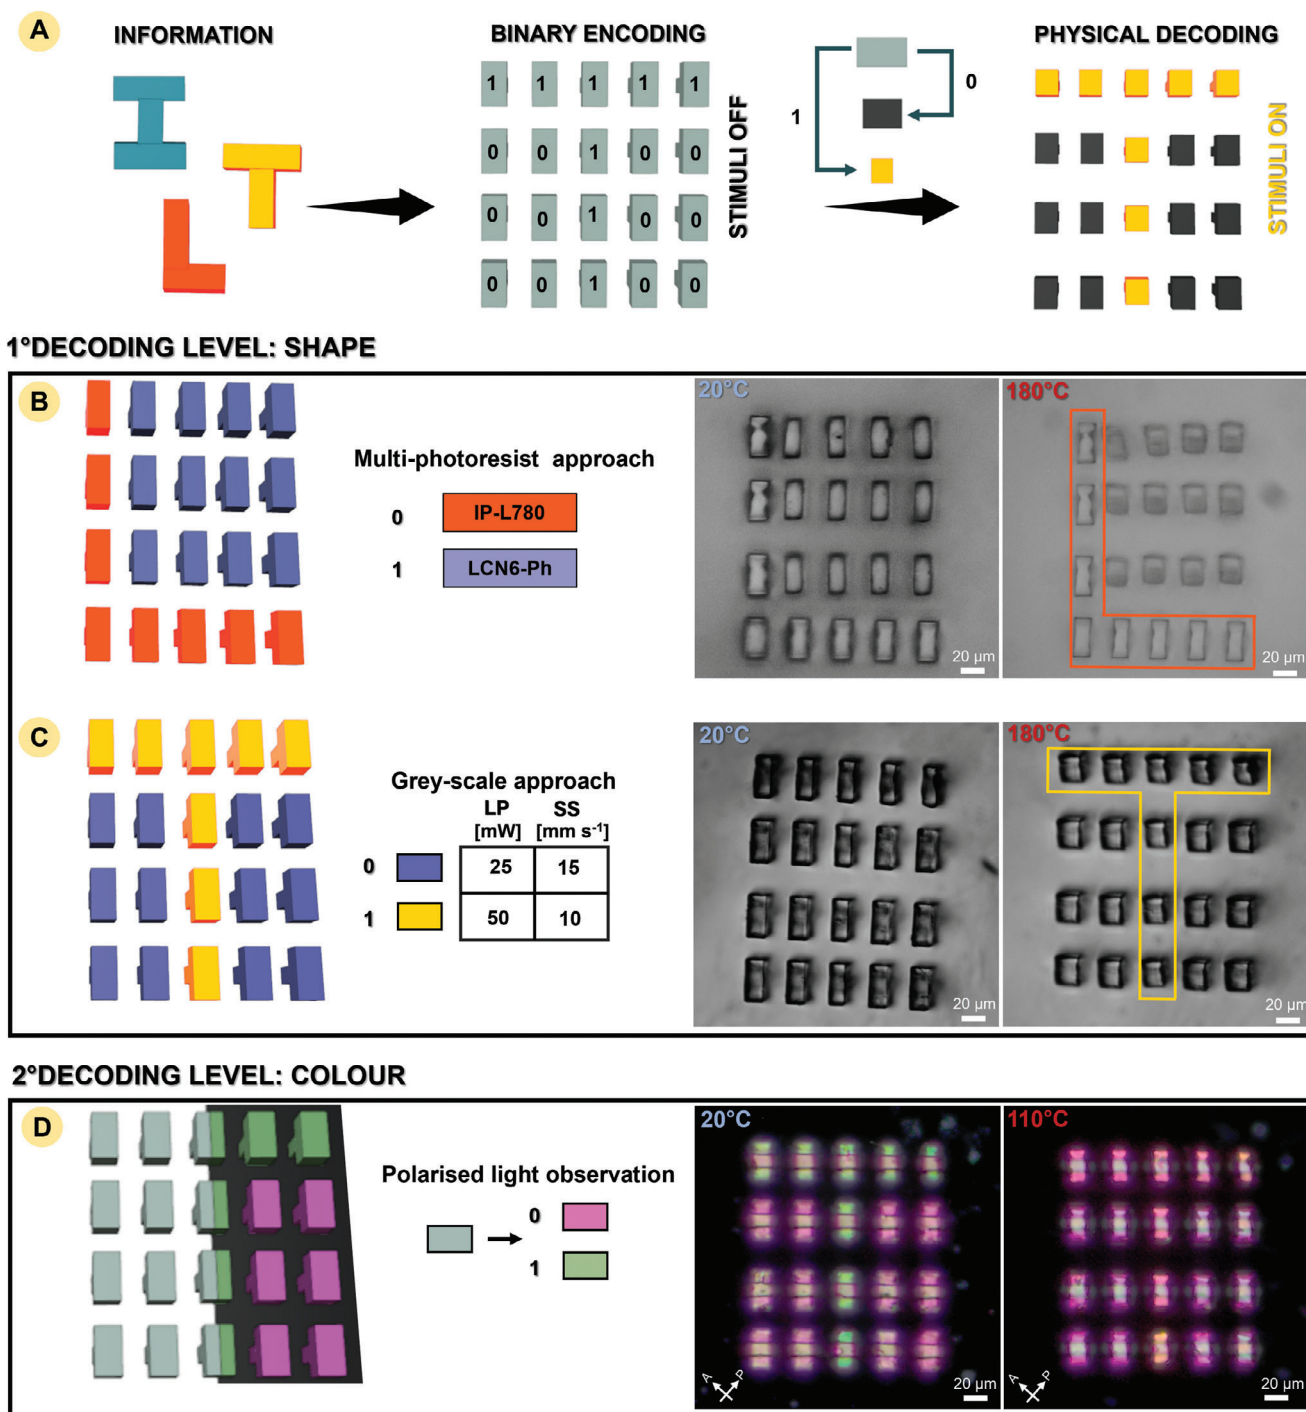 A
INFORMATION
BINARY ENCODING
PHYSICAL DECODING
1 1 1 1 1
0 0 1 0 0
0 0 1 0 0
0 0 1 0 0
STIMULI OFF
0
1
STIMULI ON
1°DECODING LEVEL: SHAPE
B
Multi-photoresist approach
0 IP-L780
1 LCN6-Ph
20°C
20 µm
180°C
20 µm
C
Grey-scale approach
LP SS
[mW] [mm s⁻¹]
0 25 15
1 50 10
20°C
20 µm
180°C
20 µm
2°DECODING LEVEL: COLOUR
D
Polarised light observation
0
1
20°C
A P
20 µm
110°C
A P
20 µm